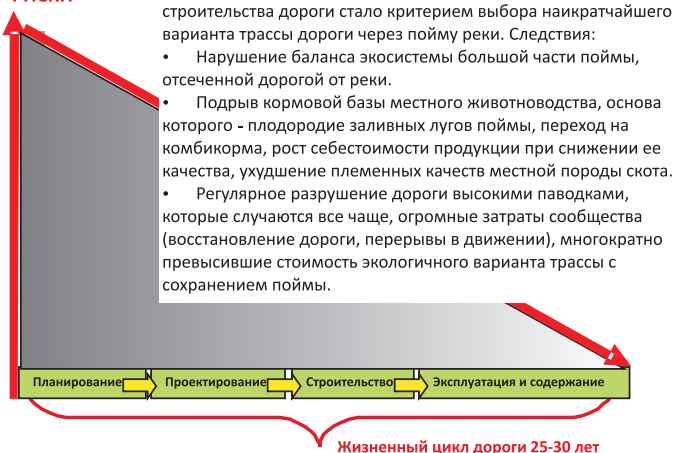 строительства дороги стало критерием выбора наикратчайшего
варианта трассы дороги через пойму реки. Следствия:
• Нарушение баланса экосистемы большой части поймы,
отсеченной дорогой от реки.
• Подрыв кормовой базы местного животноводства, основа
которого - плодородие заливных лугов поймы, переход на
комбикорма, рост себестоимости продукции при снижении ее
качества, ухудшение племенных качеств местной породы скота.
• Регулярное разрушение дороги высокими паводками,
которые случаются все чаще, огромные затраты сообщества
(восстановление дороги, перерывы в движении), многократно
превысившие стоимость экологичного варианта трассы с
сохранением поймы.
Планирование Проектирование Строительство Эксплуатация и содержание
Жизненный цикл дороги 25-30 лет